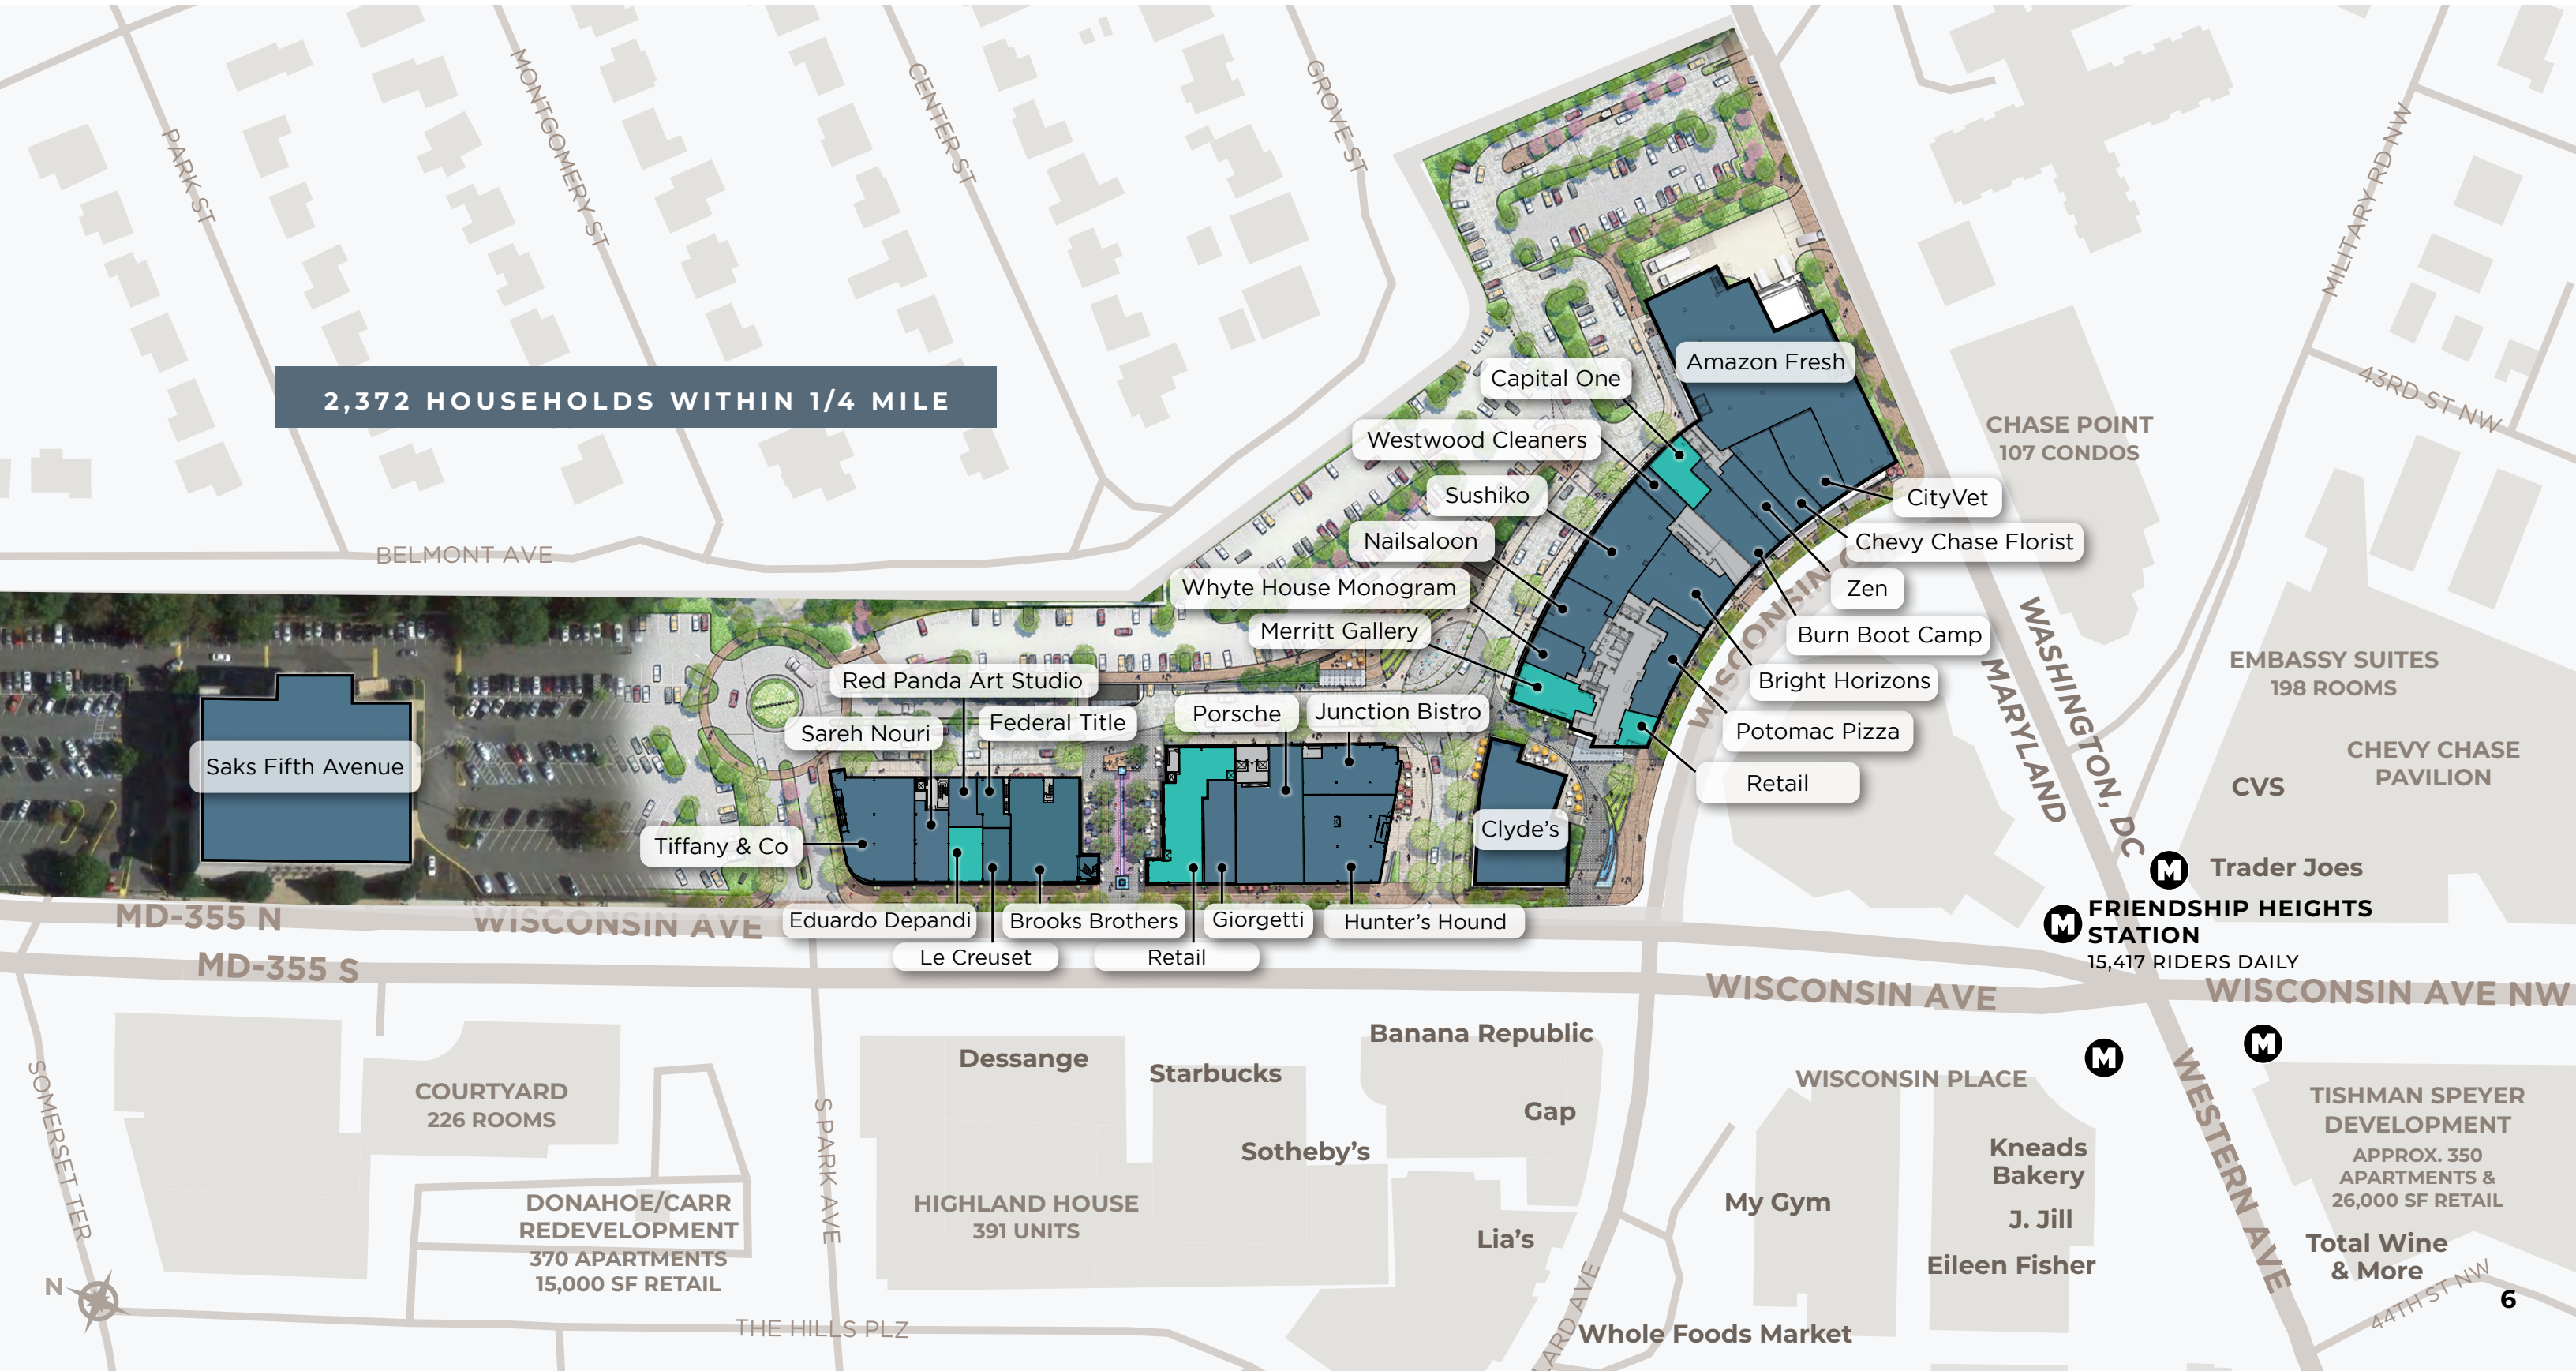 PARK ST
MONTGOMERY ST
CENTER ST
GROVE ST
MILITARY RD NW
43RD ST NW
2,372 HOUSEHOLDS WITHIN 1/4 MILE
BELMONT AVE
Amazon Fresh
Capital One
Westwood Cleaners
Sushiko
Nailsaloon
Whyte House Monogram
Merritt Gallery
CityVet
Chevy Chase Florist
Zen
Burn Boot Camp
Bright Horizons
Potomac Pizza
Retail
WISCONSIN
CHASE POINT
107 CONDOS
WASHINGTON, DC
MARYLAND
EMBASSY SUITES
198 ROOMS
CHEVY CHASE
PAVILION
CVS
Trader Joes
M
M
FRIENDSHIP HEIGHTS
STATION
15,417 RIDERS DAILY
Saks Fifth Avenue
Red Panda Art Studio
Sareh Nouri
Federal Title
Porsche
Junction Bistro
Tiffany & Co
Clyde's
Eduardo Depandi
Brooks Brothers
Giorgetti
Hunter's Hound
Le Creuset
Retail
MD-355 N
WISCONSIN AVE
MD-355 S
WISCONSIN AVE
WISCONSIN AVE NW
SOMERSET TER
COURTYARD
226 ROOMS
DONAHOE/CARR
REDEVELOPMENT
370 APARTMENTS
15,000 SF RETAIL
S PARK AVE
Dessange
Starbucks
Banana Republic
Gap
Sotheby's
HIGHLAND HOUSE
391 UNITS
Lia's
WISCONSIN PLACE
M
M
My Gym
Kneads
Bakery
J. Jill
Eileen Fisher
WESTERN AVE
TISHMAN SPEYER
DEVELOPMENT
APPROX. 350
APARTMENTS &
26,000 SF RETAIL
Total Wine
& More
44TH ST NW
N
THE HILLS PLZ
LARD AVE
Whole Foods Market
6